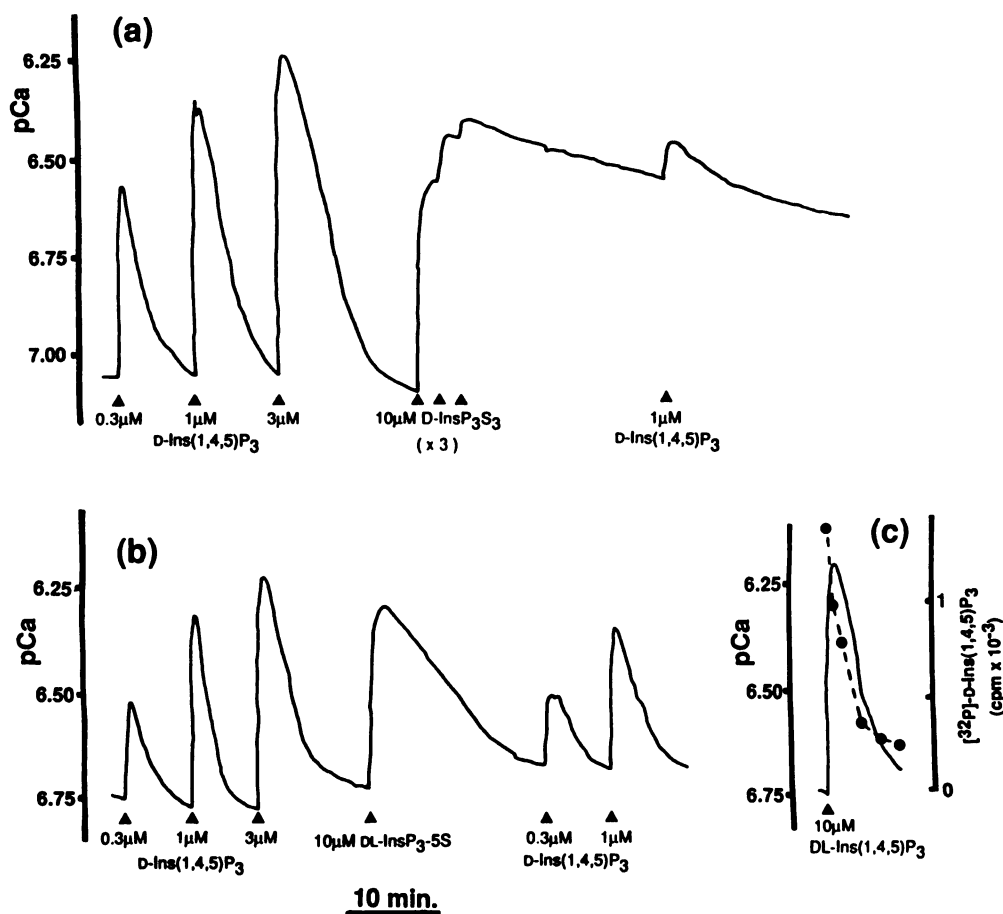 (a)
pCa
6.25
6.50
6.75
7.00
0.3µM 1µM 3µM 10µM D-InsP₃S₃ 1µM
D-Ins(1,4,5)P₃ (x 3) D-Ins(1,4,5)P₃
(b)
pCa
6.25
6.50
6.75
0.3µM 1µM 3µM 10µM DL-InsP₃-5S 0.3µM 1µM
D-Ins(1,4,5)P₃ D-Ins(1,4,5)P₃
10 min.
(c)
pCa
6.25
6.50
6.75
1
0
[³²P]-D-Ins(1,4,5)P₃
(cpm x 10⁻³)
10µM
DL-Ins(1,4,5)P₃